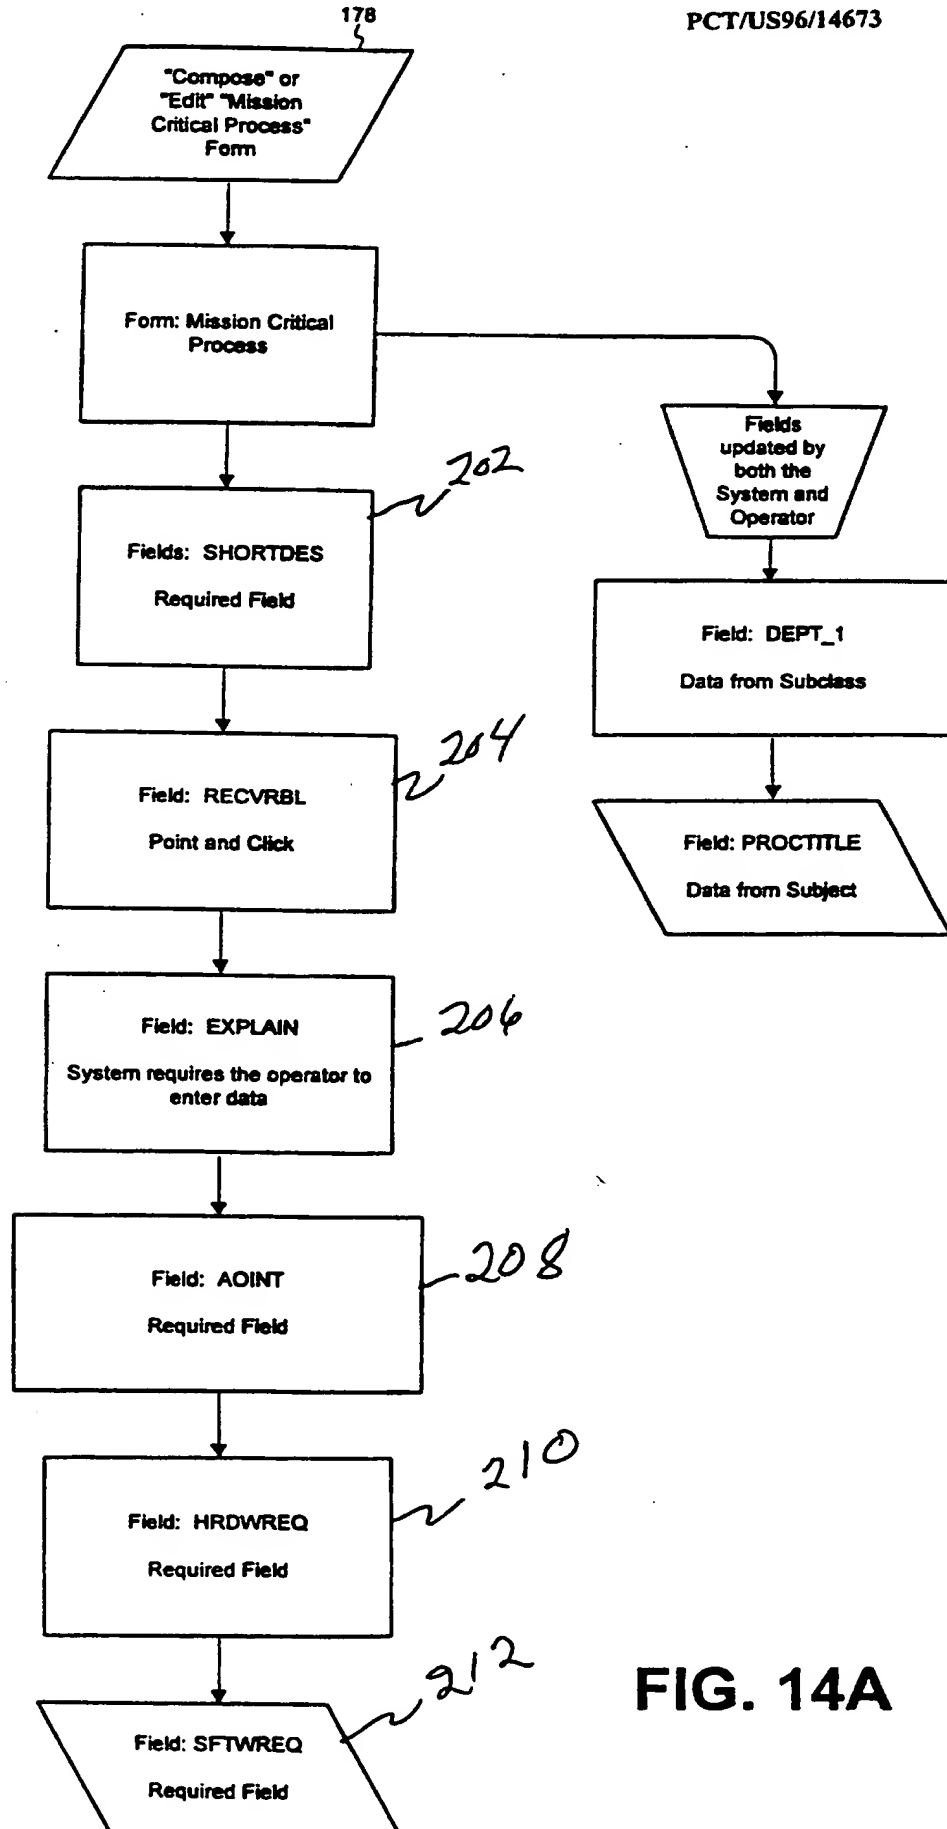 178
PCT/US96/14673
"Compose" or
"Edit" "Mission
Critical Process"
Form
Form: Mission Critical
Process
Fields
updated by
both the
System and
Operator
202
Fields: SHORTDES
Required Field
Field: DEPT_1
Data from Subclass
204
Field: RECVRBL
Point and Click
Field: PROCTITLE
Data from Subject
206
Field: EXPLAIN
System requires the operator to
enter data
208
Field: AOINT
Required Field
210
Field: HRDWREQ
Required Field
212
Field: SFTWREQ
Required Field
FIG. 14A